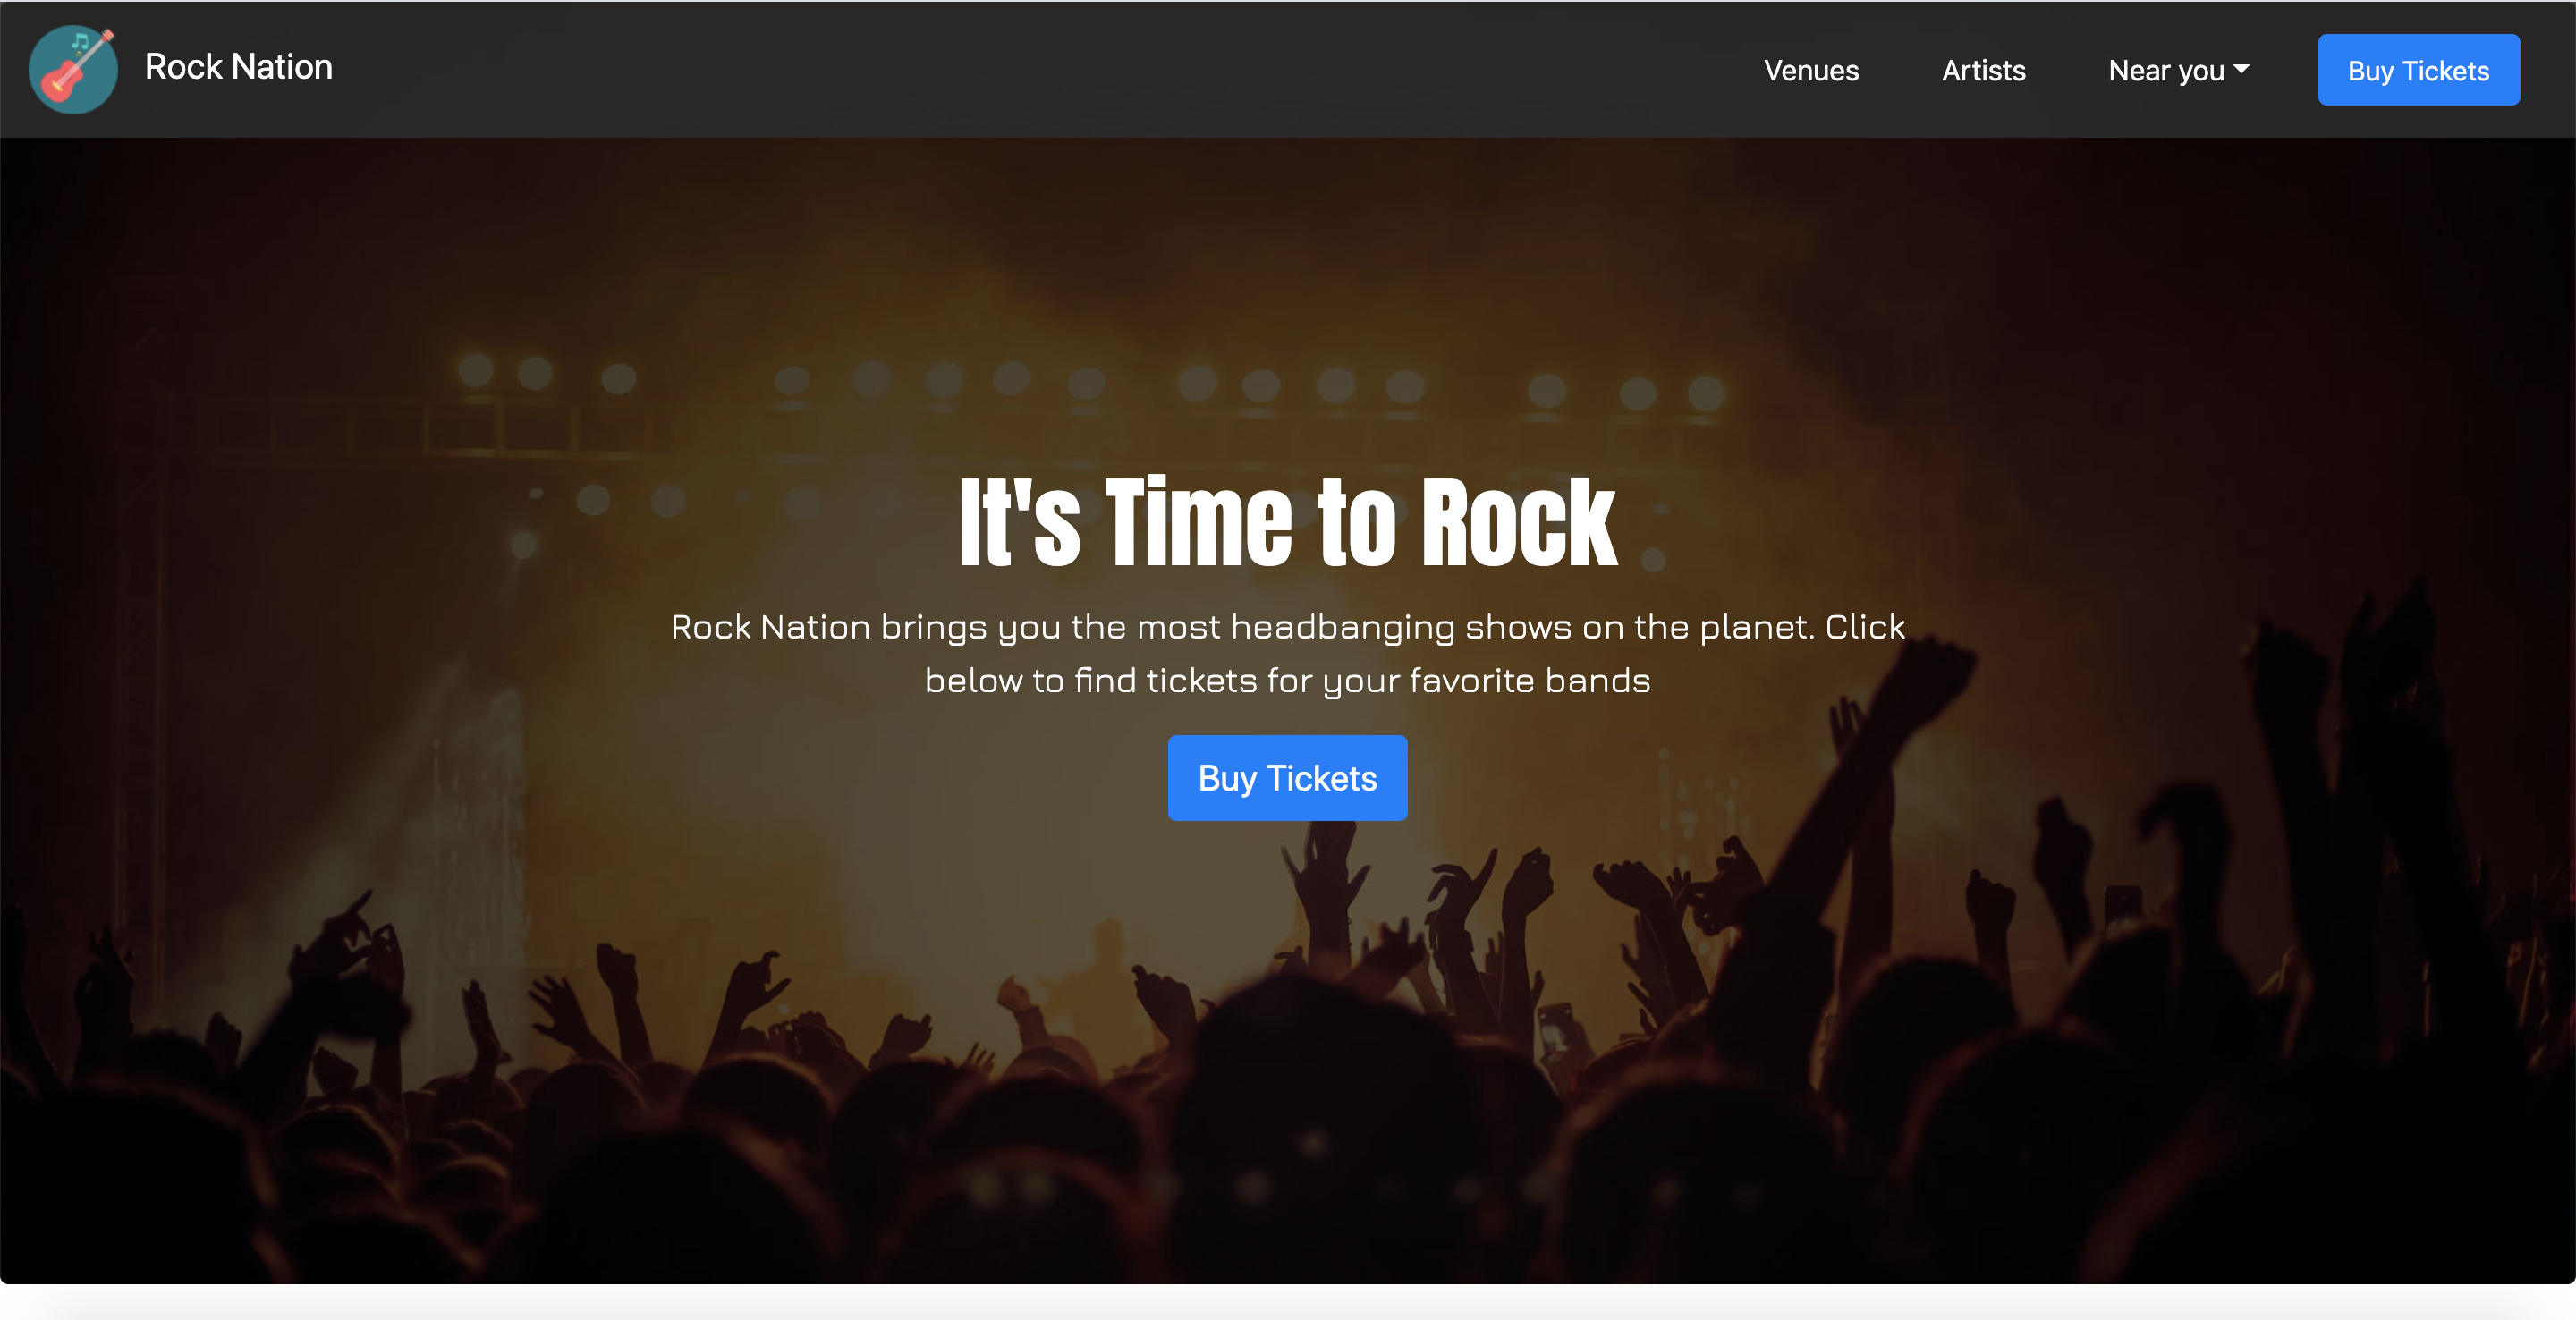 Rock Nation
Venues
Artists
Near you
Buy Tickets
It's Time to Rock
Rock Nation brings you the most headbanging shows on the planet. Click
below to find tickets for your favorite bands
Buy Tickets